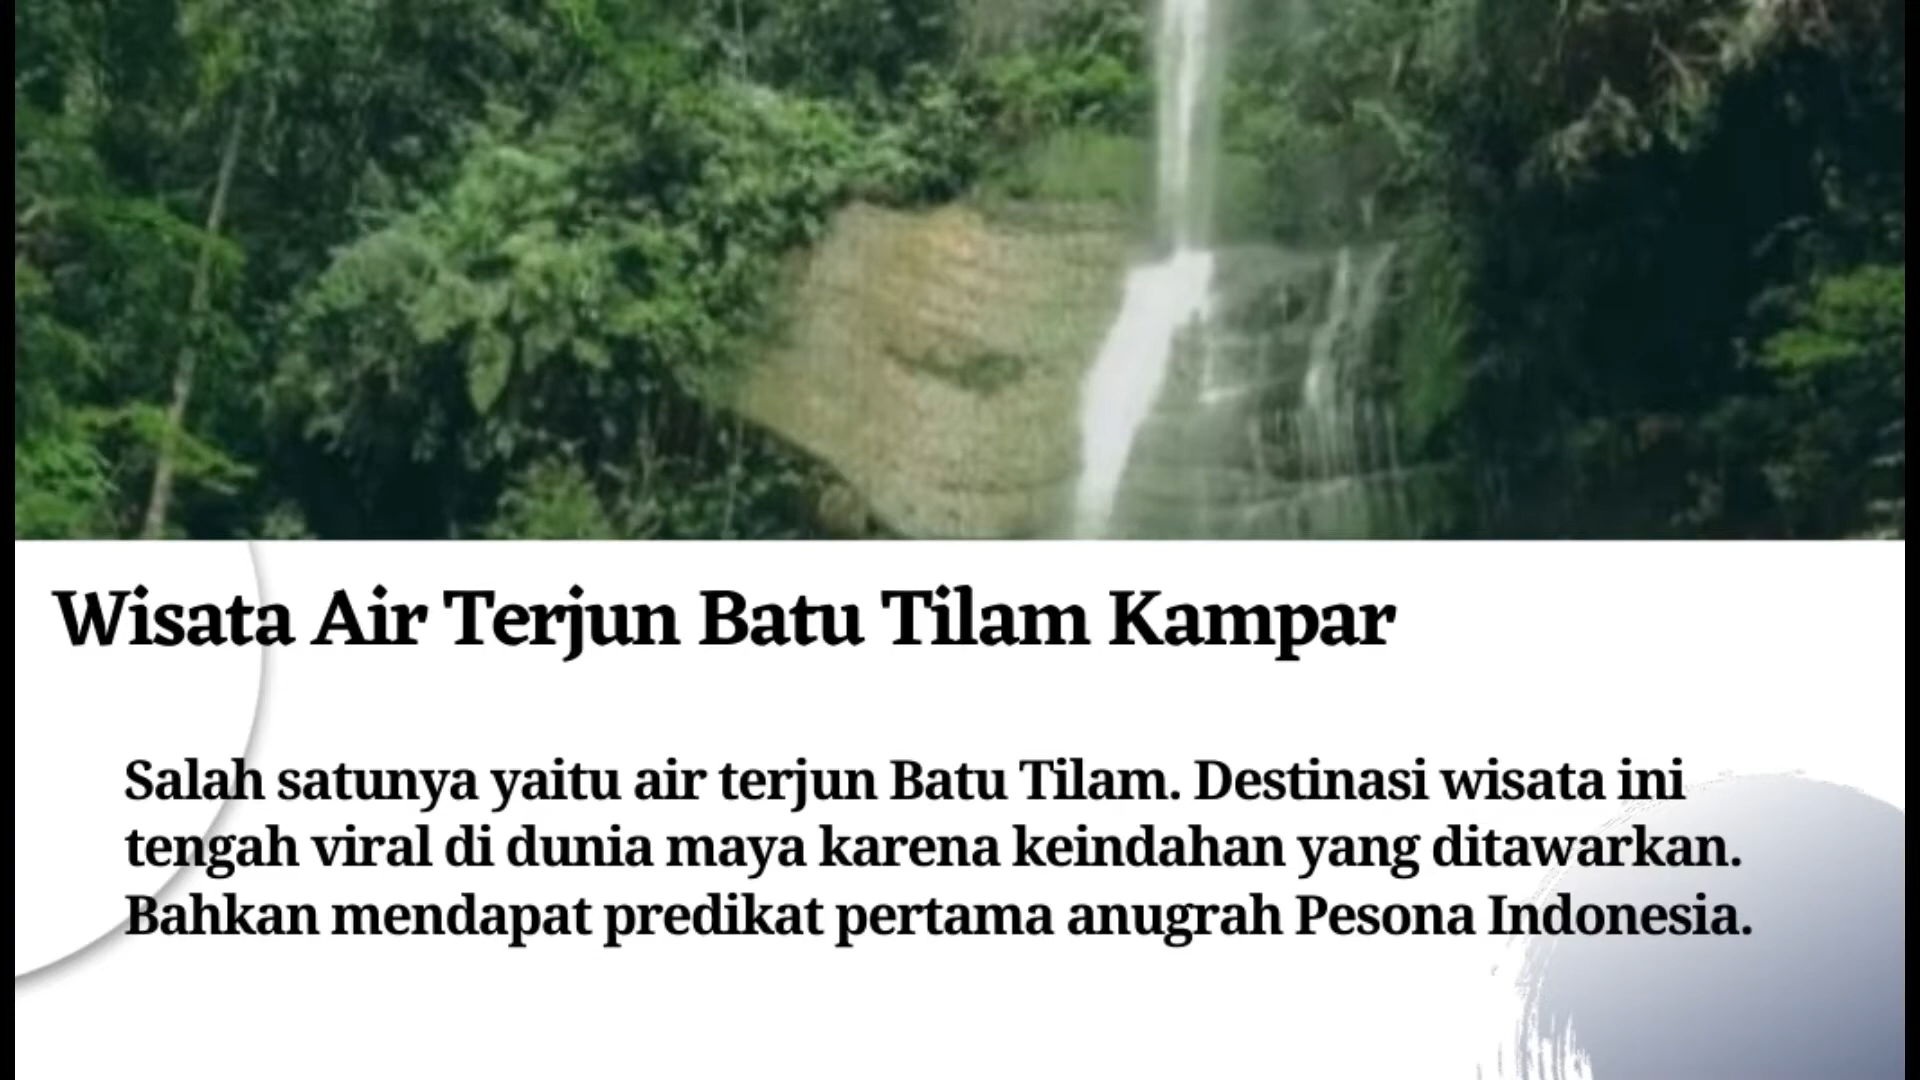 Wisata Air Terjun Batu Tilam Kampar
Salah satunya yaitu air terjun Batu Tilam. Destinasi wisata ini
tengah viral di dunia maya karena keindahan yang ditawarkan.
Bahkan mendapat predikat pertama anugrah Pesona Indonesia.